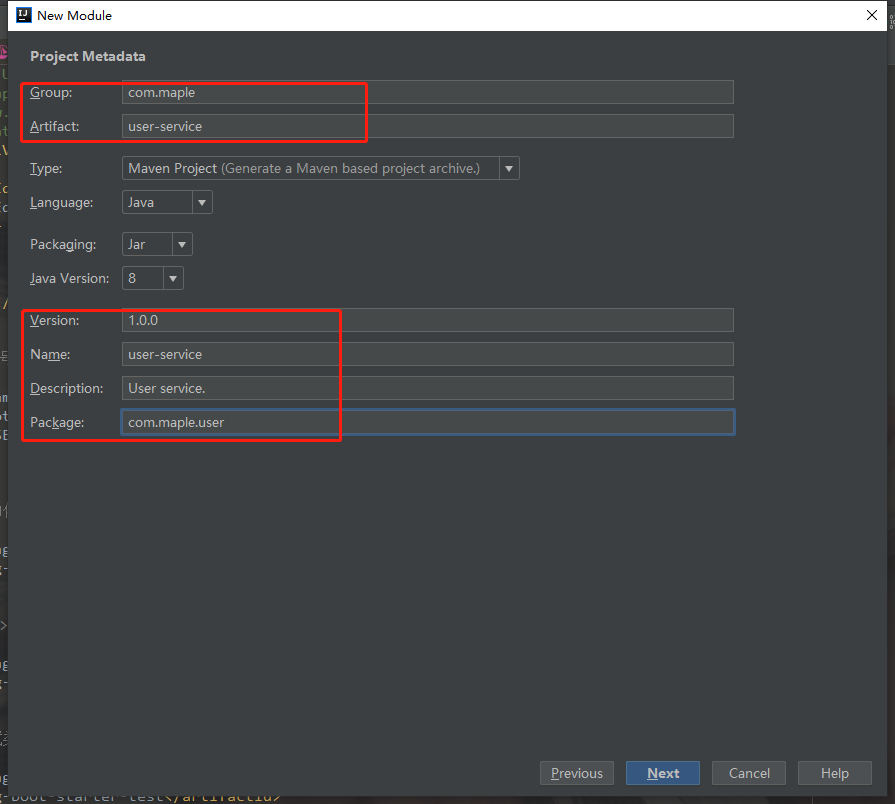 New Module
Project Metadata
Group: com.maple
Artifact: user-service
Type: Maven Project (Generate a Maven based project archive.)
Language: Java
Packaging: Jar
Java Version: 8
Version: 1.0.0
Name: user-service
Description: User service.
Package: com.maple.user
Previous Next Cancel Help